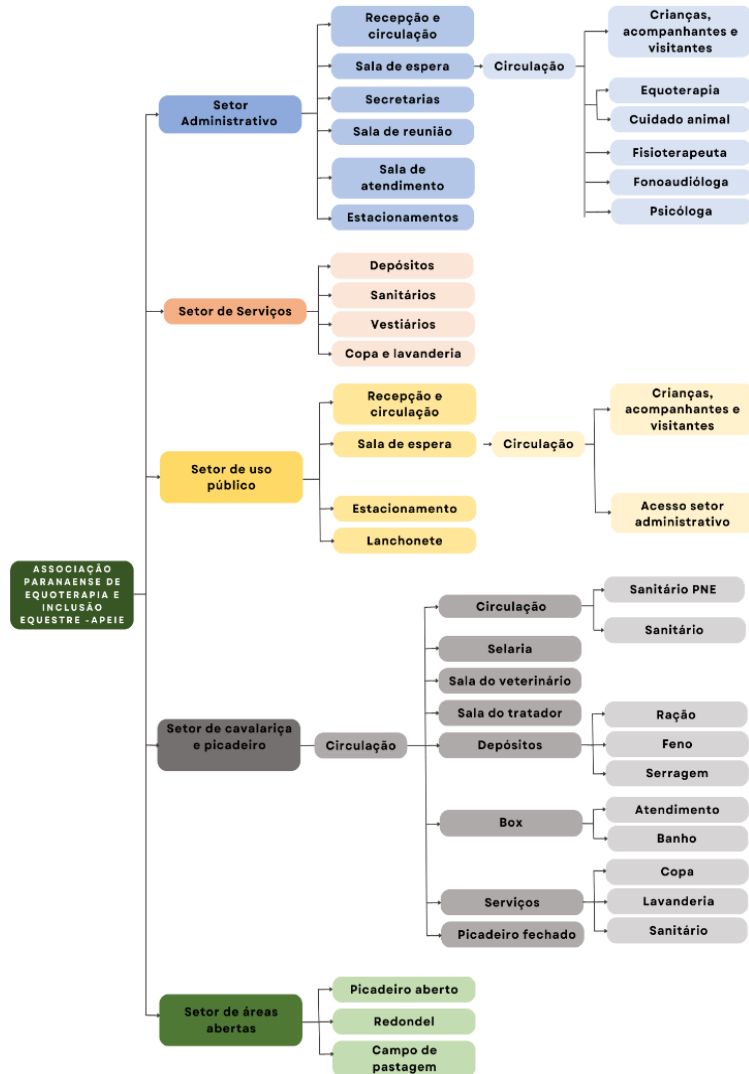 ASSOCIAÇÃO
PARANAENSE DE
EQUOTERAPIA E
INCLUSÃO
EQUESTRE -APEIE
Setor
Administrativo
Recepção e
circulação
Sala de espera
Secretarias
Sala de reunião
Sala de
atendimento
Estacionamentos
Circulação
Crianças,
acompanhantes e
visitantes
Equoterapia
Cuidado animal
Fisioterapeuta
Fonoaudióloga
Psicóloga
Setor de Serviços
Depósitos
Sanitários
Vestiários
Copa e lavanderia
Setor de uso
público
Recepção e
circulação
Sala de espera
Estacionamento
Lanchonete
Circulação
Crianças,
acompanhantes e
visitantes
Acesso setor
administrativo
Setor de cavalariça
e picadeiro
Circulação
Circulação
Sanitário PNE
Sanitário
Selaria
Sala do veterinário
Sala do tratador
Depósitos
Ração
Feno
Serragem
Box
Atendimento
Banho
Serviços
Copa
Lavanderia
Sanitário
Picadeiro fechado
Setor de áreas
abertas
Picadeiro aberto
Redondel
Campo de
pastagem